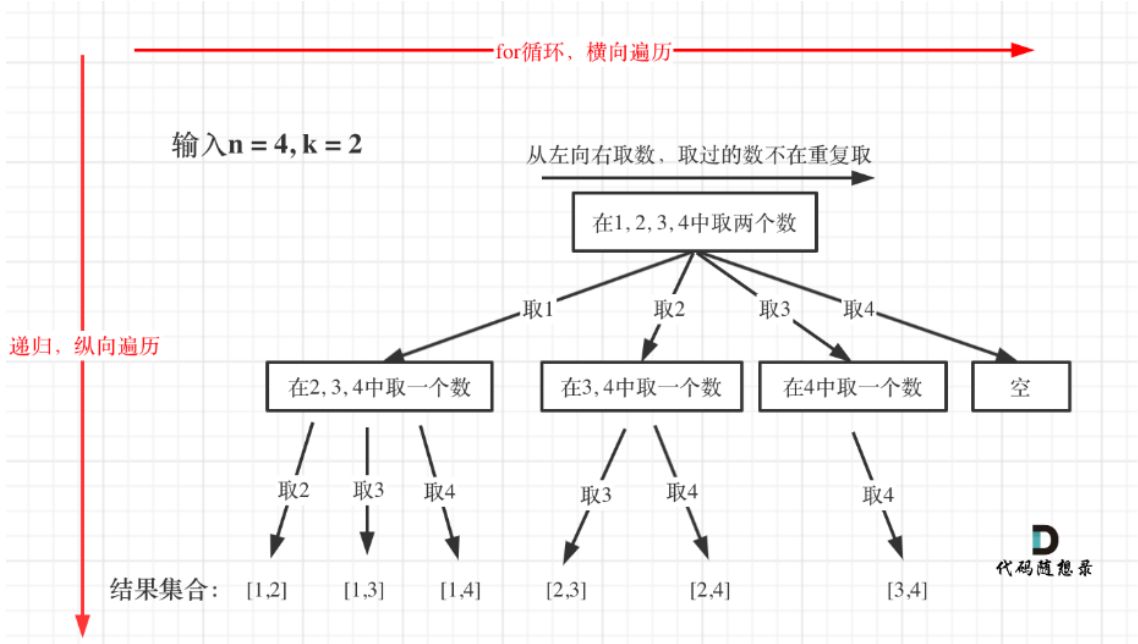 for循环，横向遍历
输入n = 4, k = 2
从左向右取数，取过的数不在重复取
在1, 2, 3, 4中取两个数
取1
取2
取3
取4
递归，纵向遍历
在2, 3, 4中取一个数
在3, 4中取一个数
在4中取一个数
空
取2
取3
取4
取3
取4
取4
结果集合：
[1,2]
[1,3]
[1,4]
[2,3]
[2,4]
[3,4]
代码随想录